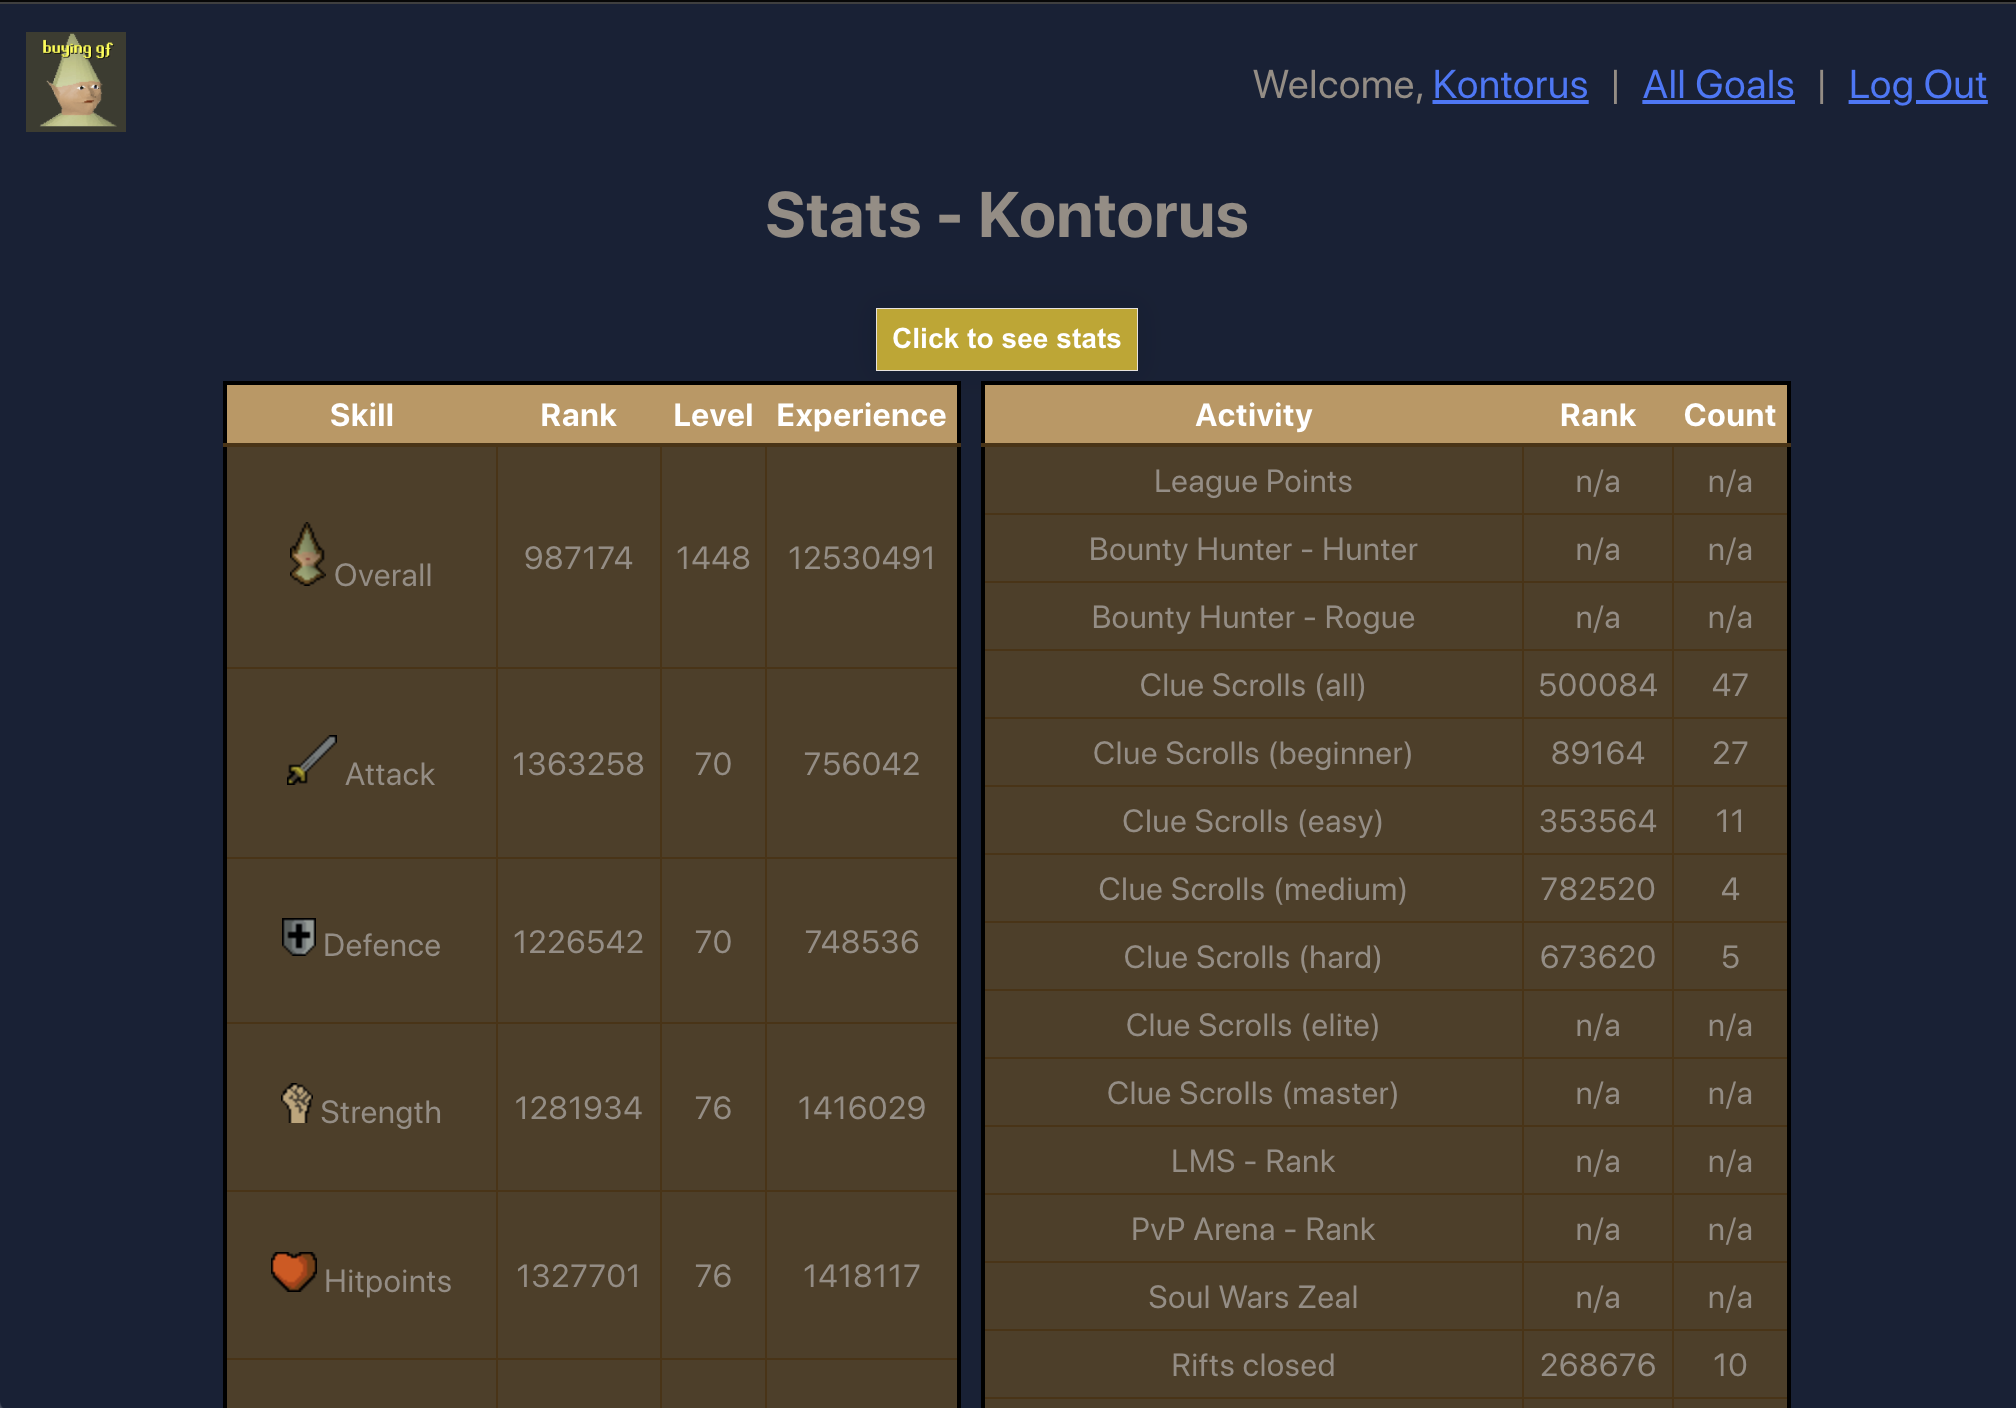 buying gf
Welcome, Kontorus | All Goals | Log Out
Stats - Kontorus
Click to see stats
Skill Rank Level Experience
Overall 987174 1448 12530491
Attack 1363258 70 756042
Defence 1226542 70 748536
Strength 1281934 76 1416029
Hitpoints 1327701 76 1418117
Activity Rank Count
League Points n/a n/a
Bounty Hunter - Hunter n/a n/a
Bounty Hunter - Rogue n/a n/a
Clue Scrolls (all) 500084 47
Clue Scrolls (beginner) 89164 27
Clue Scrolls (easy) 353564 11
Clue Scrolls (medium) 782520 4
Clue Scrolls (hard) 673620 5
Clue Scrolls (elite) n/a n/a
Clue Scrolls (master) n/a n/a
LMS - Rank n/a n/a
PvP Arena - Rank n/a n/a
Soul Wars Zeal n/a n/a
Rifts closed 268676 10